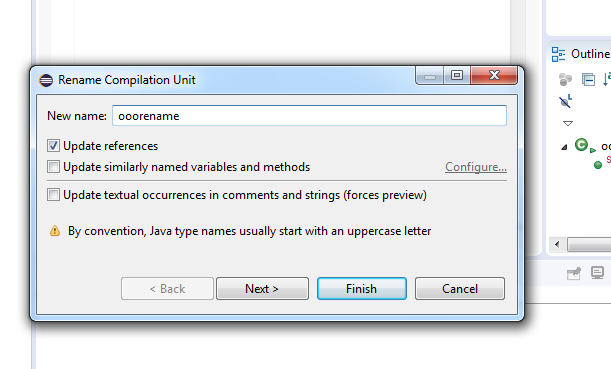 Rename Compilation Unit
Outline
New name: ooorename
Update references
Update similarly named variables and methods Configure...
Update textual occurrences in comments and strings (forces preview)
By convention, Java type names usually start with an uppercase letter
< Back Next > Finish Cancel